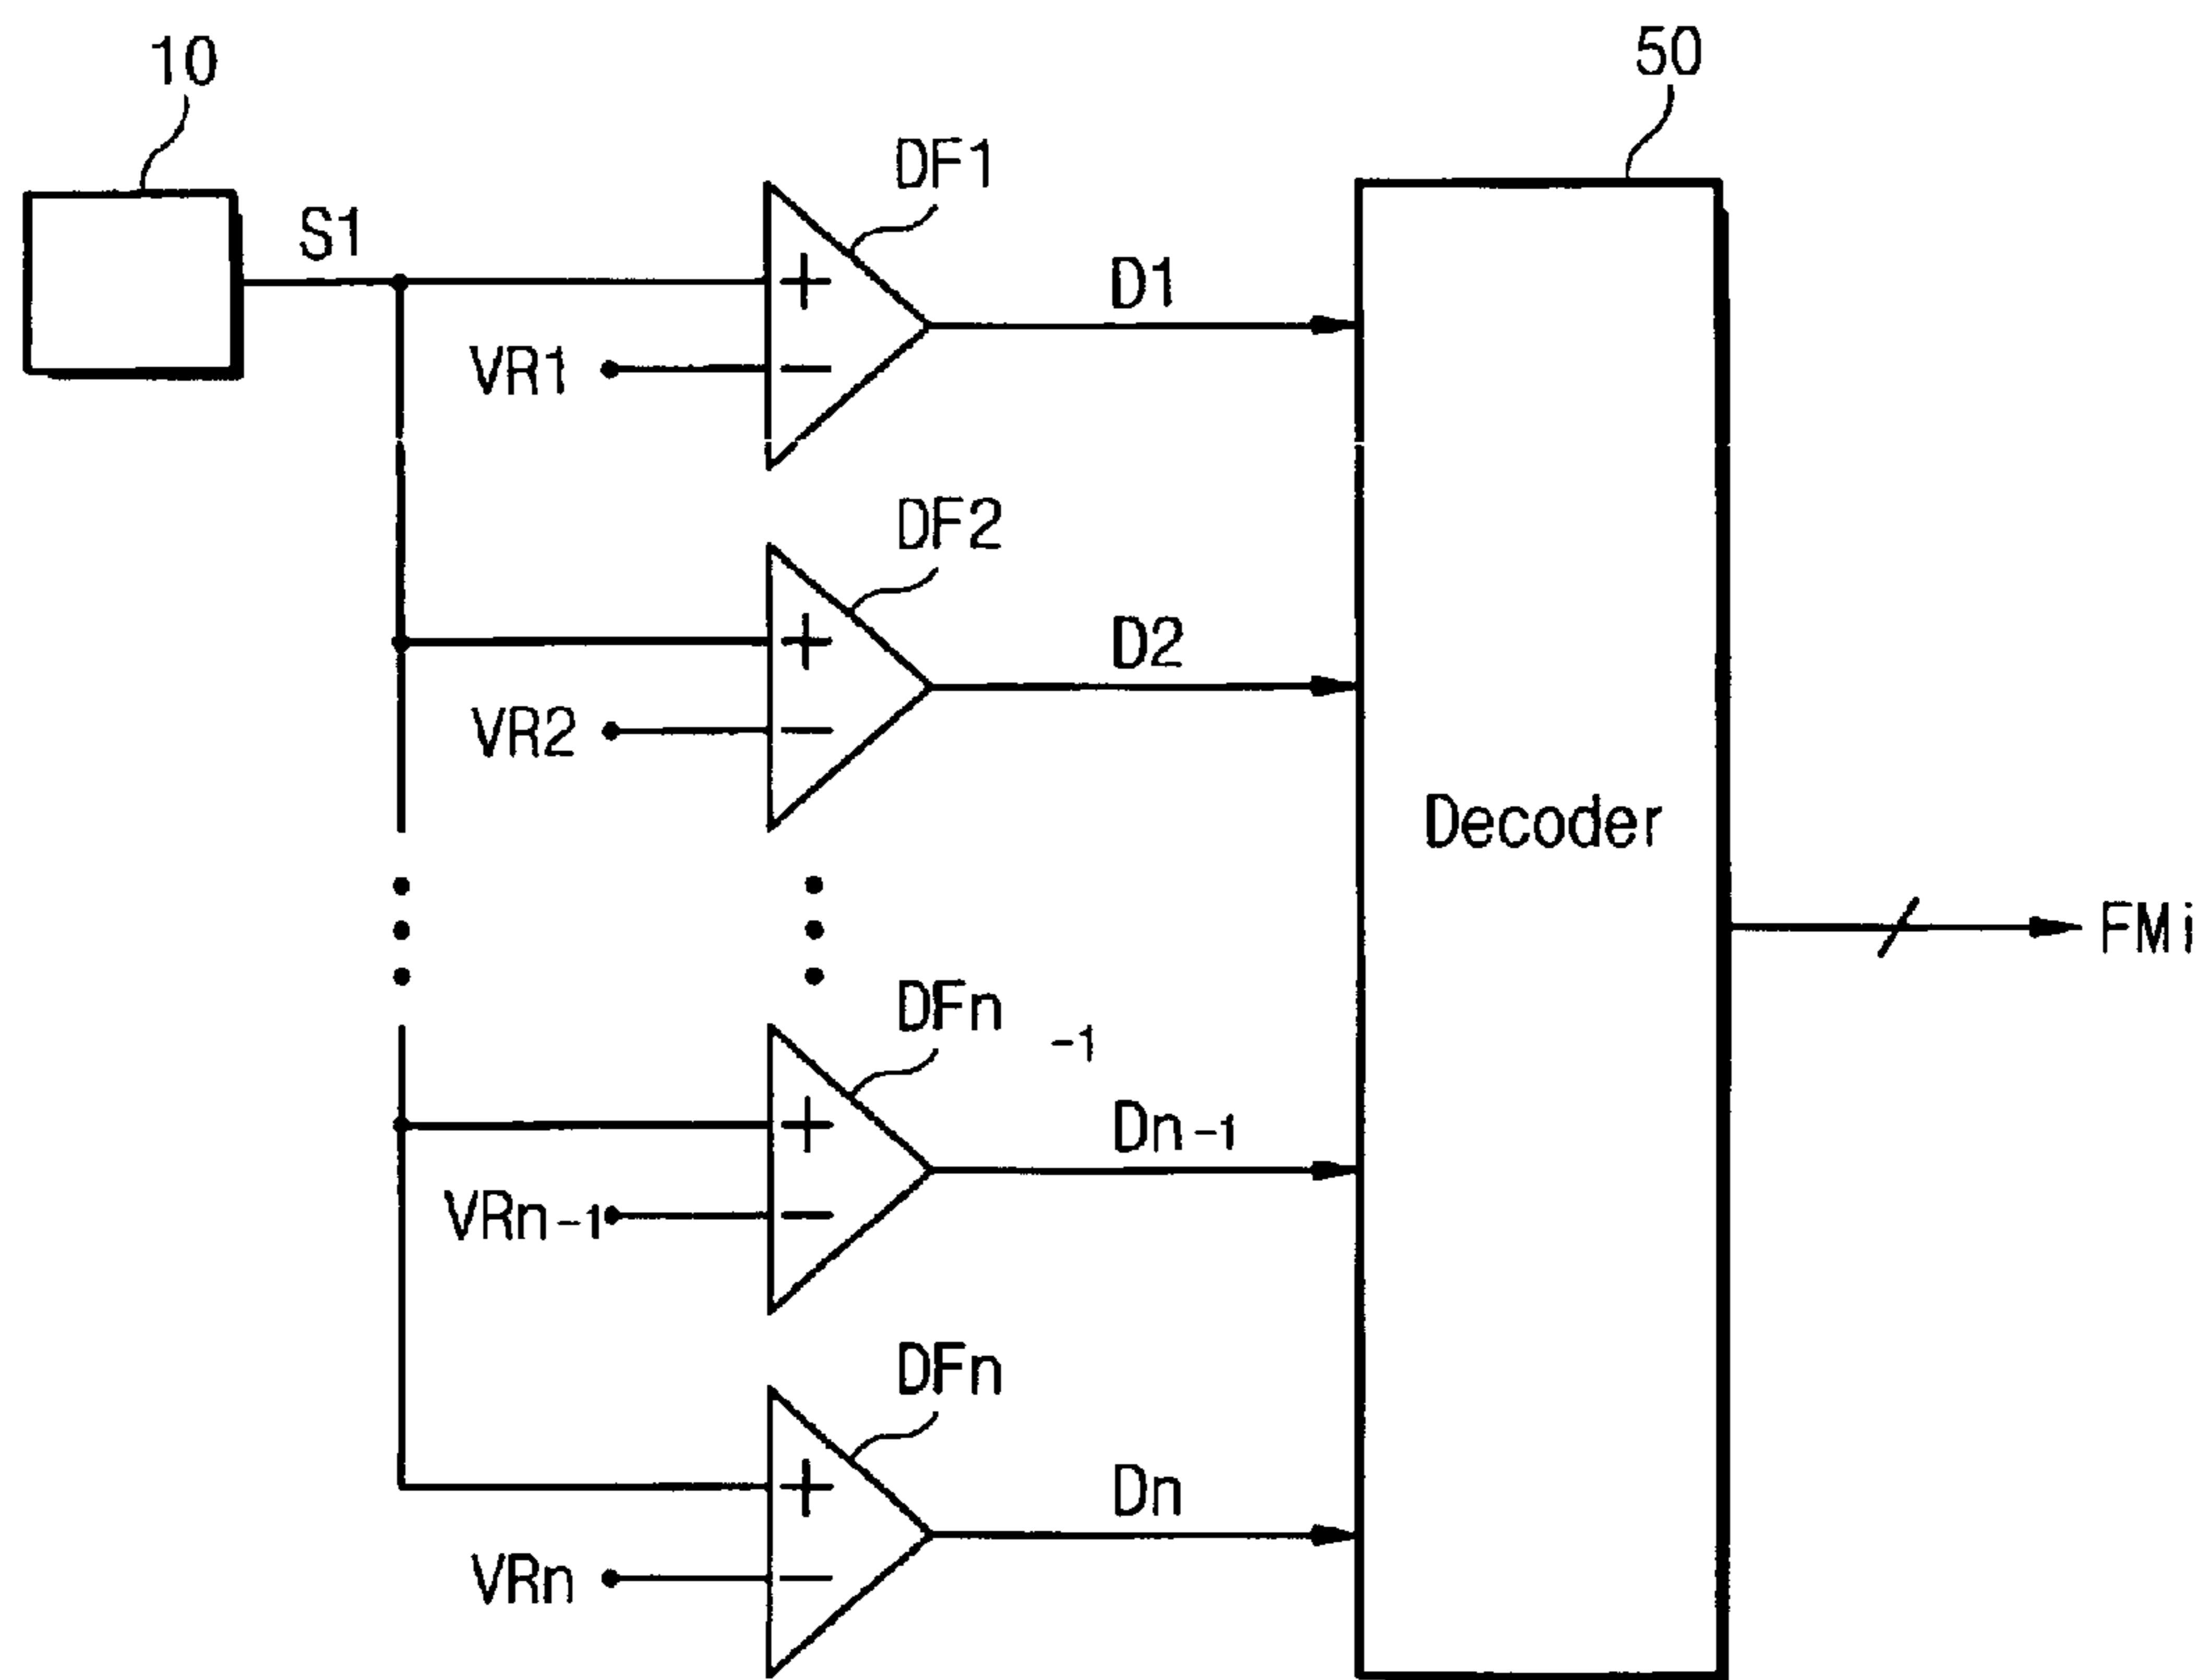 10
50
DF1
S1
D1
VR1
DF2
D2
VR2
Decoder
FMi
DFn-1
Dn-1
VRn-1
DFn
Dn
VRn